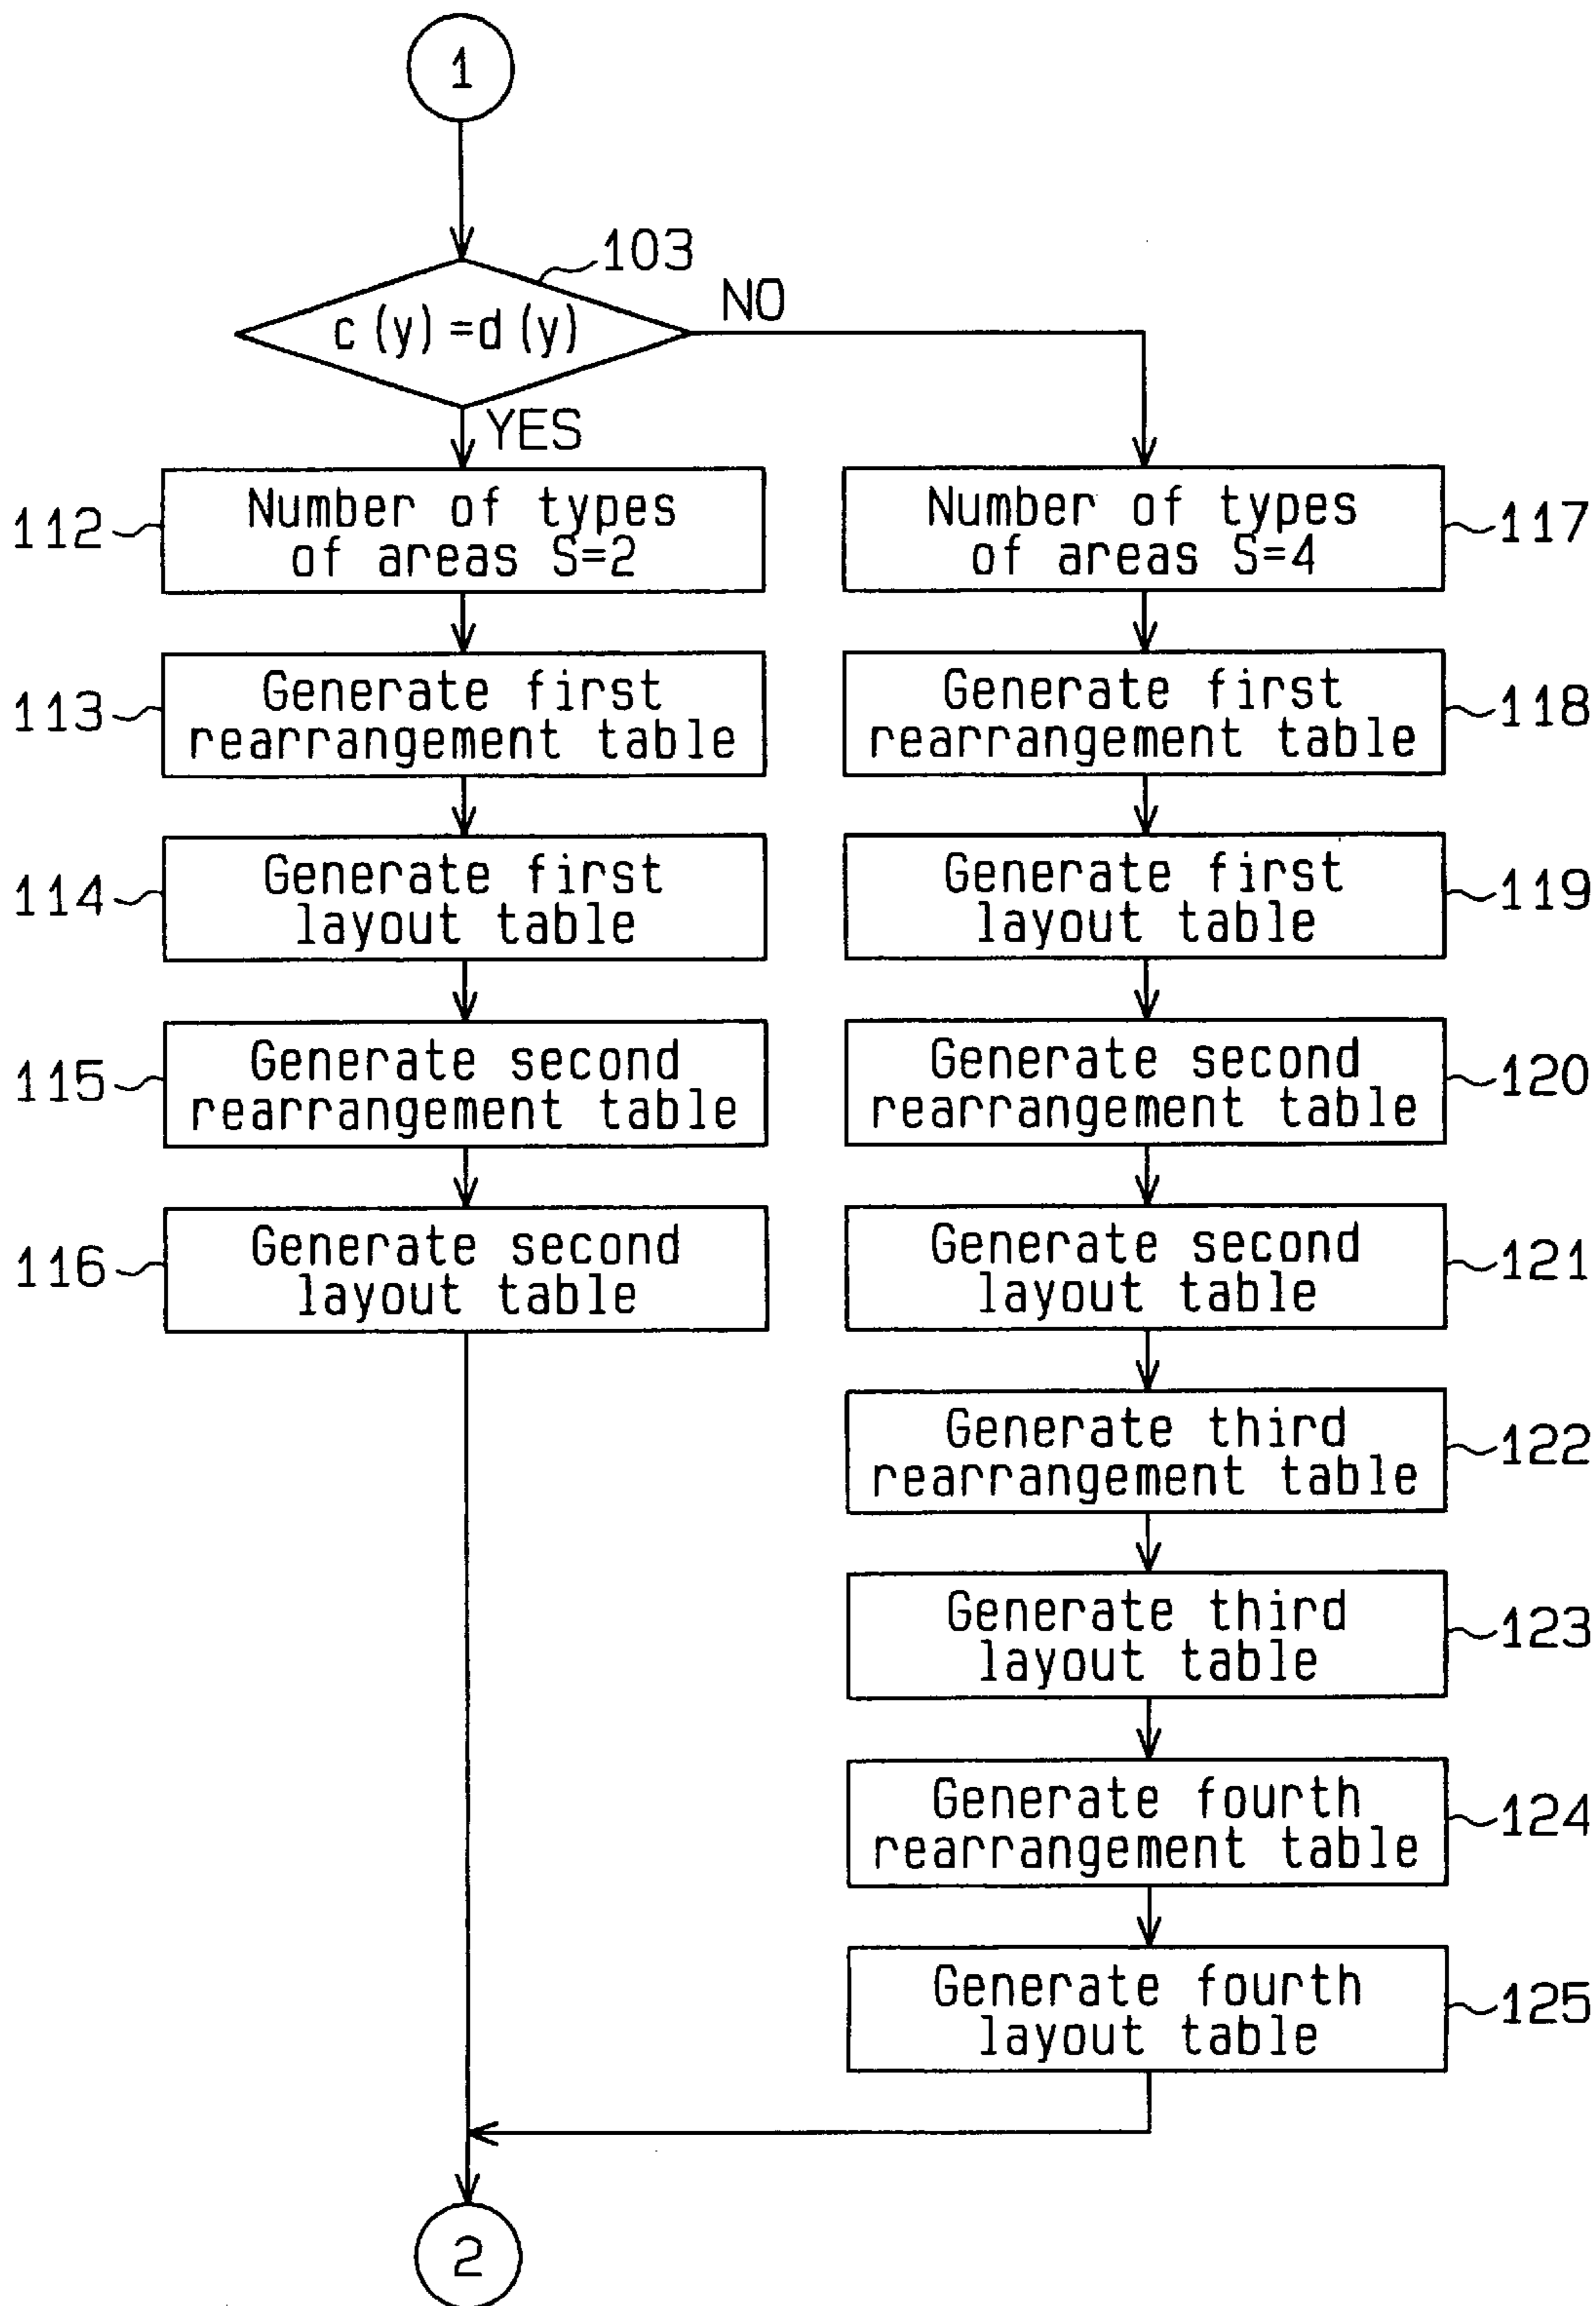 1
103
c (y) =d (y)
NO
YES
112
Number of types
of areas S=2
113
Generate first
rearrangement table
114
Generate first
layout table
115
Generate second
rearrangement table
116
Generate second
layout table
Number of types
of areas S=4
117
Generate first
rearrangement table
118
Generate first
layout table
119
Generate second
rearrangement table
120
Generate second
layout table
121
Generate third
rearrangement table
122
Generate third
layout table
123
Generate fourth
rearrangement table
124
Generate fourth
layout table
125
2